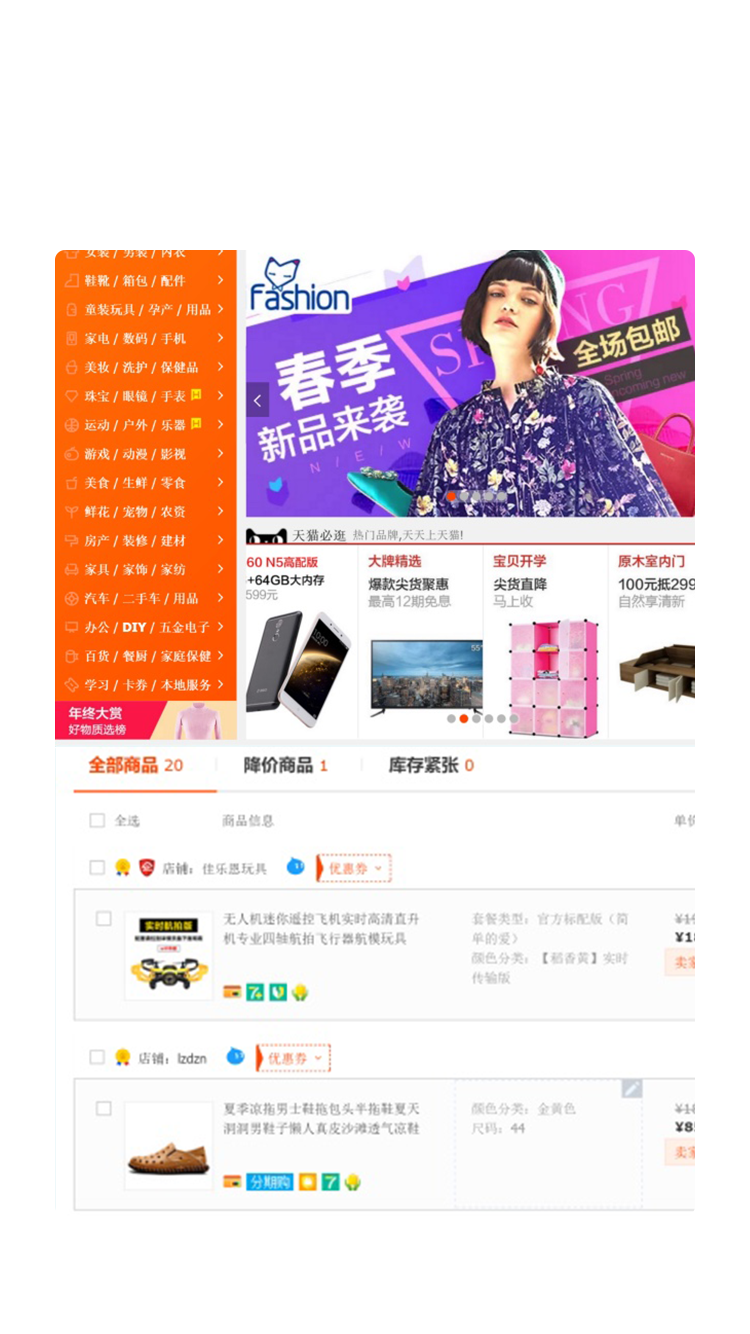 女装 / 男装 / 内衣
鞋靴 / 箱包 / 配件
童装玩具 / 孕产 / 用品
家电 / 数码 / 手机
美妆 / 洗护 / 保健品
珠宝 / 眼镜 / 手表
运动 / 户外 / 乐器
游戏 / 动漫 / 影视
美食 / 生鲜 / 零食
鲜花 / 宠物 / 农资
房产 / 装修 / 建材
家具 / 家饰 / 家纺
汽车 / 二手车 / 用品
办公 / DIY / 五金电子
百货 / 餐厨 / 家庭保健
学习 / 卡券 / 本地服务
年终大赏
好物质选榜
fashion
SPRING
春季
新品来袭
NEW
全场包邮
Spring
incoming new
天猫必逛 热门品牌,天天上天猫!
60 N5高配版
+64GB大内存
599元
大牌精选
爆款尖货聚惠
最高12期免息
55"
宝贝开学
尖货直降
马上收
原木室内门
100元抵299
自然享清新
全部商品 20
降价商品 1
库存紧张 0
全选
商品信息
单价
店铺：佳乐恩玩具
优惠券
实时航拍版
无人机迷你遥控飞机实时高清直升
机专业四轴航拍飞行器航模玩具
套餐类型：官方标配版（简
单的爱）
颜色分类：【稻香黄】实时
传输版
¥1
卖家
店铺：lzdzn
优惠券
夏季凉拖男士鞋拖包头半拖鞋夏天
洞洞男鞋子懒人真皮沙滩透气凉鞋
分期购
7
颜色分类：金黄色
尺码：44
¥8
卖家